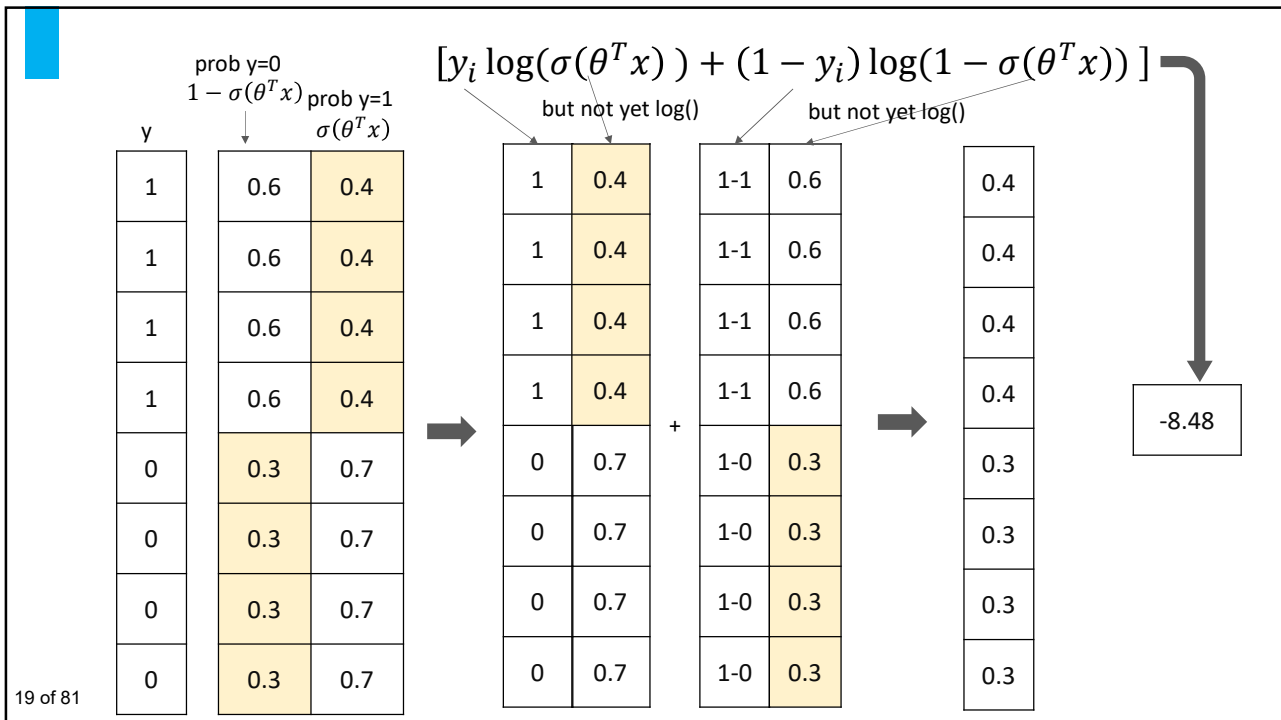 [y_i log(σ(θ^T x) ) + (1 − y_i) log(1 − σ(θ^T x)) ]
prob y=0
1 − σ(θ^T x)
prob y=1
σ(θ^T x)
but not yet log()
but not yet log()
y
1 0.6 0.4 1 0.4 1-1 0.6 0.4
1 0.6 0.4 1 0.4 1-1 0.6 0.4
1 0.6 0.4 1 0.4 1-1 0.6 0.4
1 0.6 0.4 1 0.4 1-1 0.6 0.4
+
-8.48
0 0.3 0.7 0 0.7 1-0 0.3 0.3
0 0.3 0.7 0 0.7 1-0 0.3 0.3
0 0.3 0.7 0 0.7 1-0 0.3 0.3
0 0.3 0.7 0 0.7 1-0 0.3 0.3
19 of 81